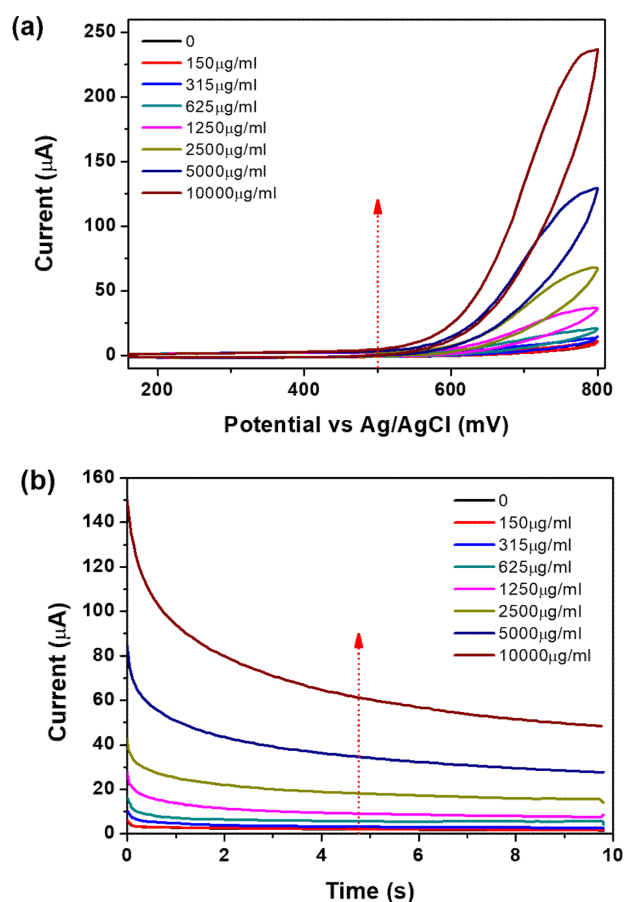 (a)
250
200
150
100
50
0
Current (μA)
0
150μg/ml
315μg/ml
625μg/ml
1250μg/ml
2500μg/ml
5000μg/ml
10000μg/ml
200 400 600 800
Potential vs Ag/AgCl (mV)
(b)
160
140
120
100
80
60
40
20
0
Current (μA)
0
150μg/ml
315μg/ml
625μg/ml
1250μg/ml
2500μg/ml
5000μg/ml
10000μg/ml
0 2 4 6 8 10
Time (s)